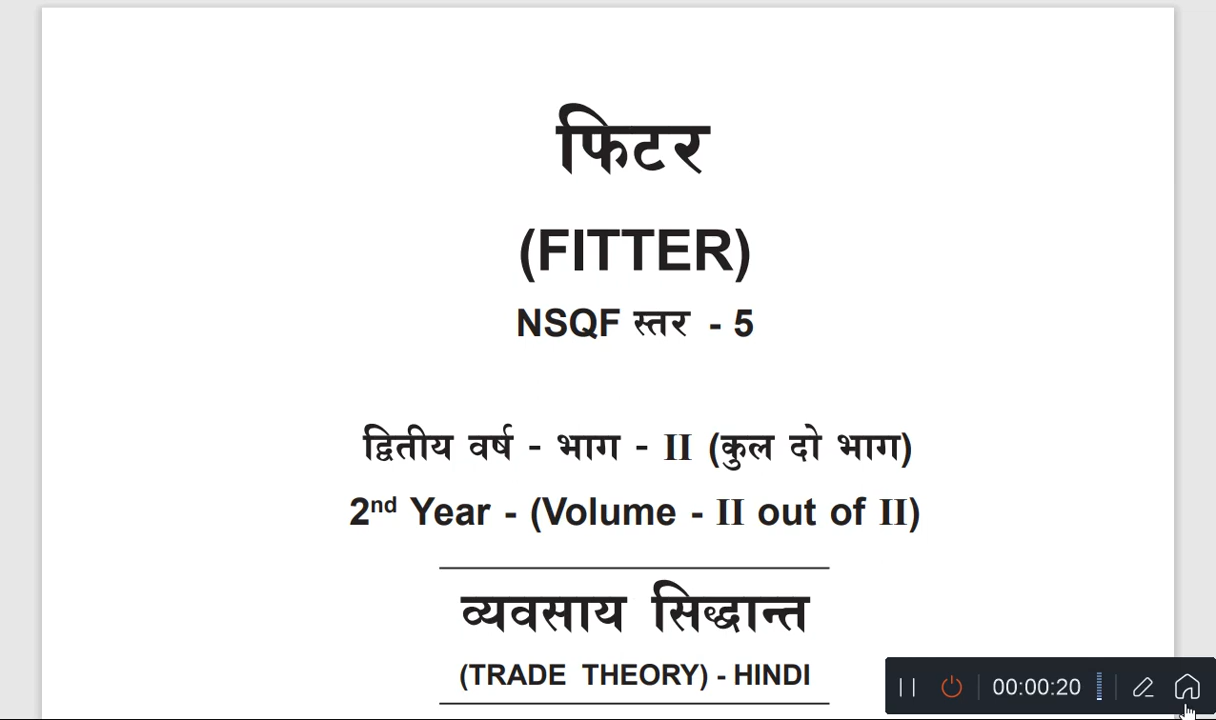 फिटर
(FITTER)
NSQF स्तर - 5
द्वितीय वर्ष - भाग - II (कुल दो भाग)
2nd Year - (Volume - II out of II)
व्यवसाय सिद्धान्त
(TRADE THEORY) - HINDI
00:00:20